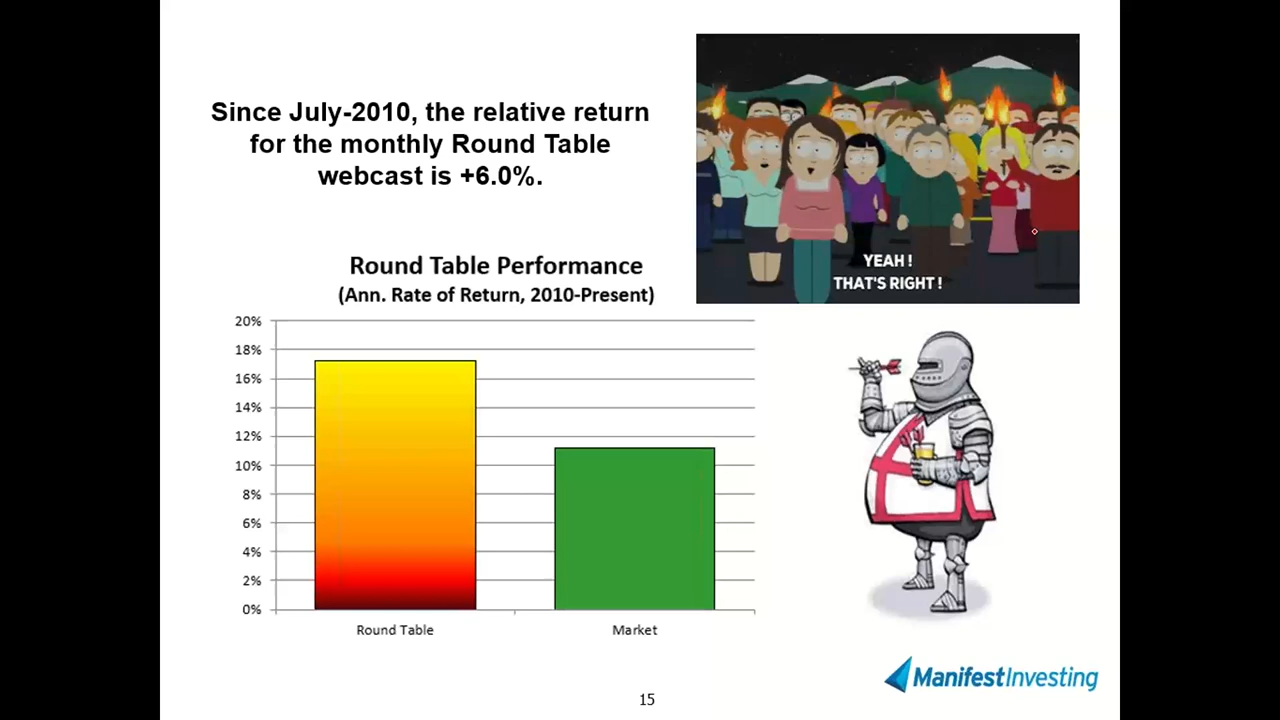 Since July-2010, the relative return
for the monthly Round Table
webcast is +6.0%.
YEAH!
THAT'S RIGHT!
Round Table Performance
(Ann. Rate of Return, 2010-Present)
20%
18%
16%
14%
12%
10%
8%
6%
4%
2%
0%
Round Table
Market
ManifestInvesting
15